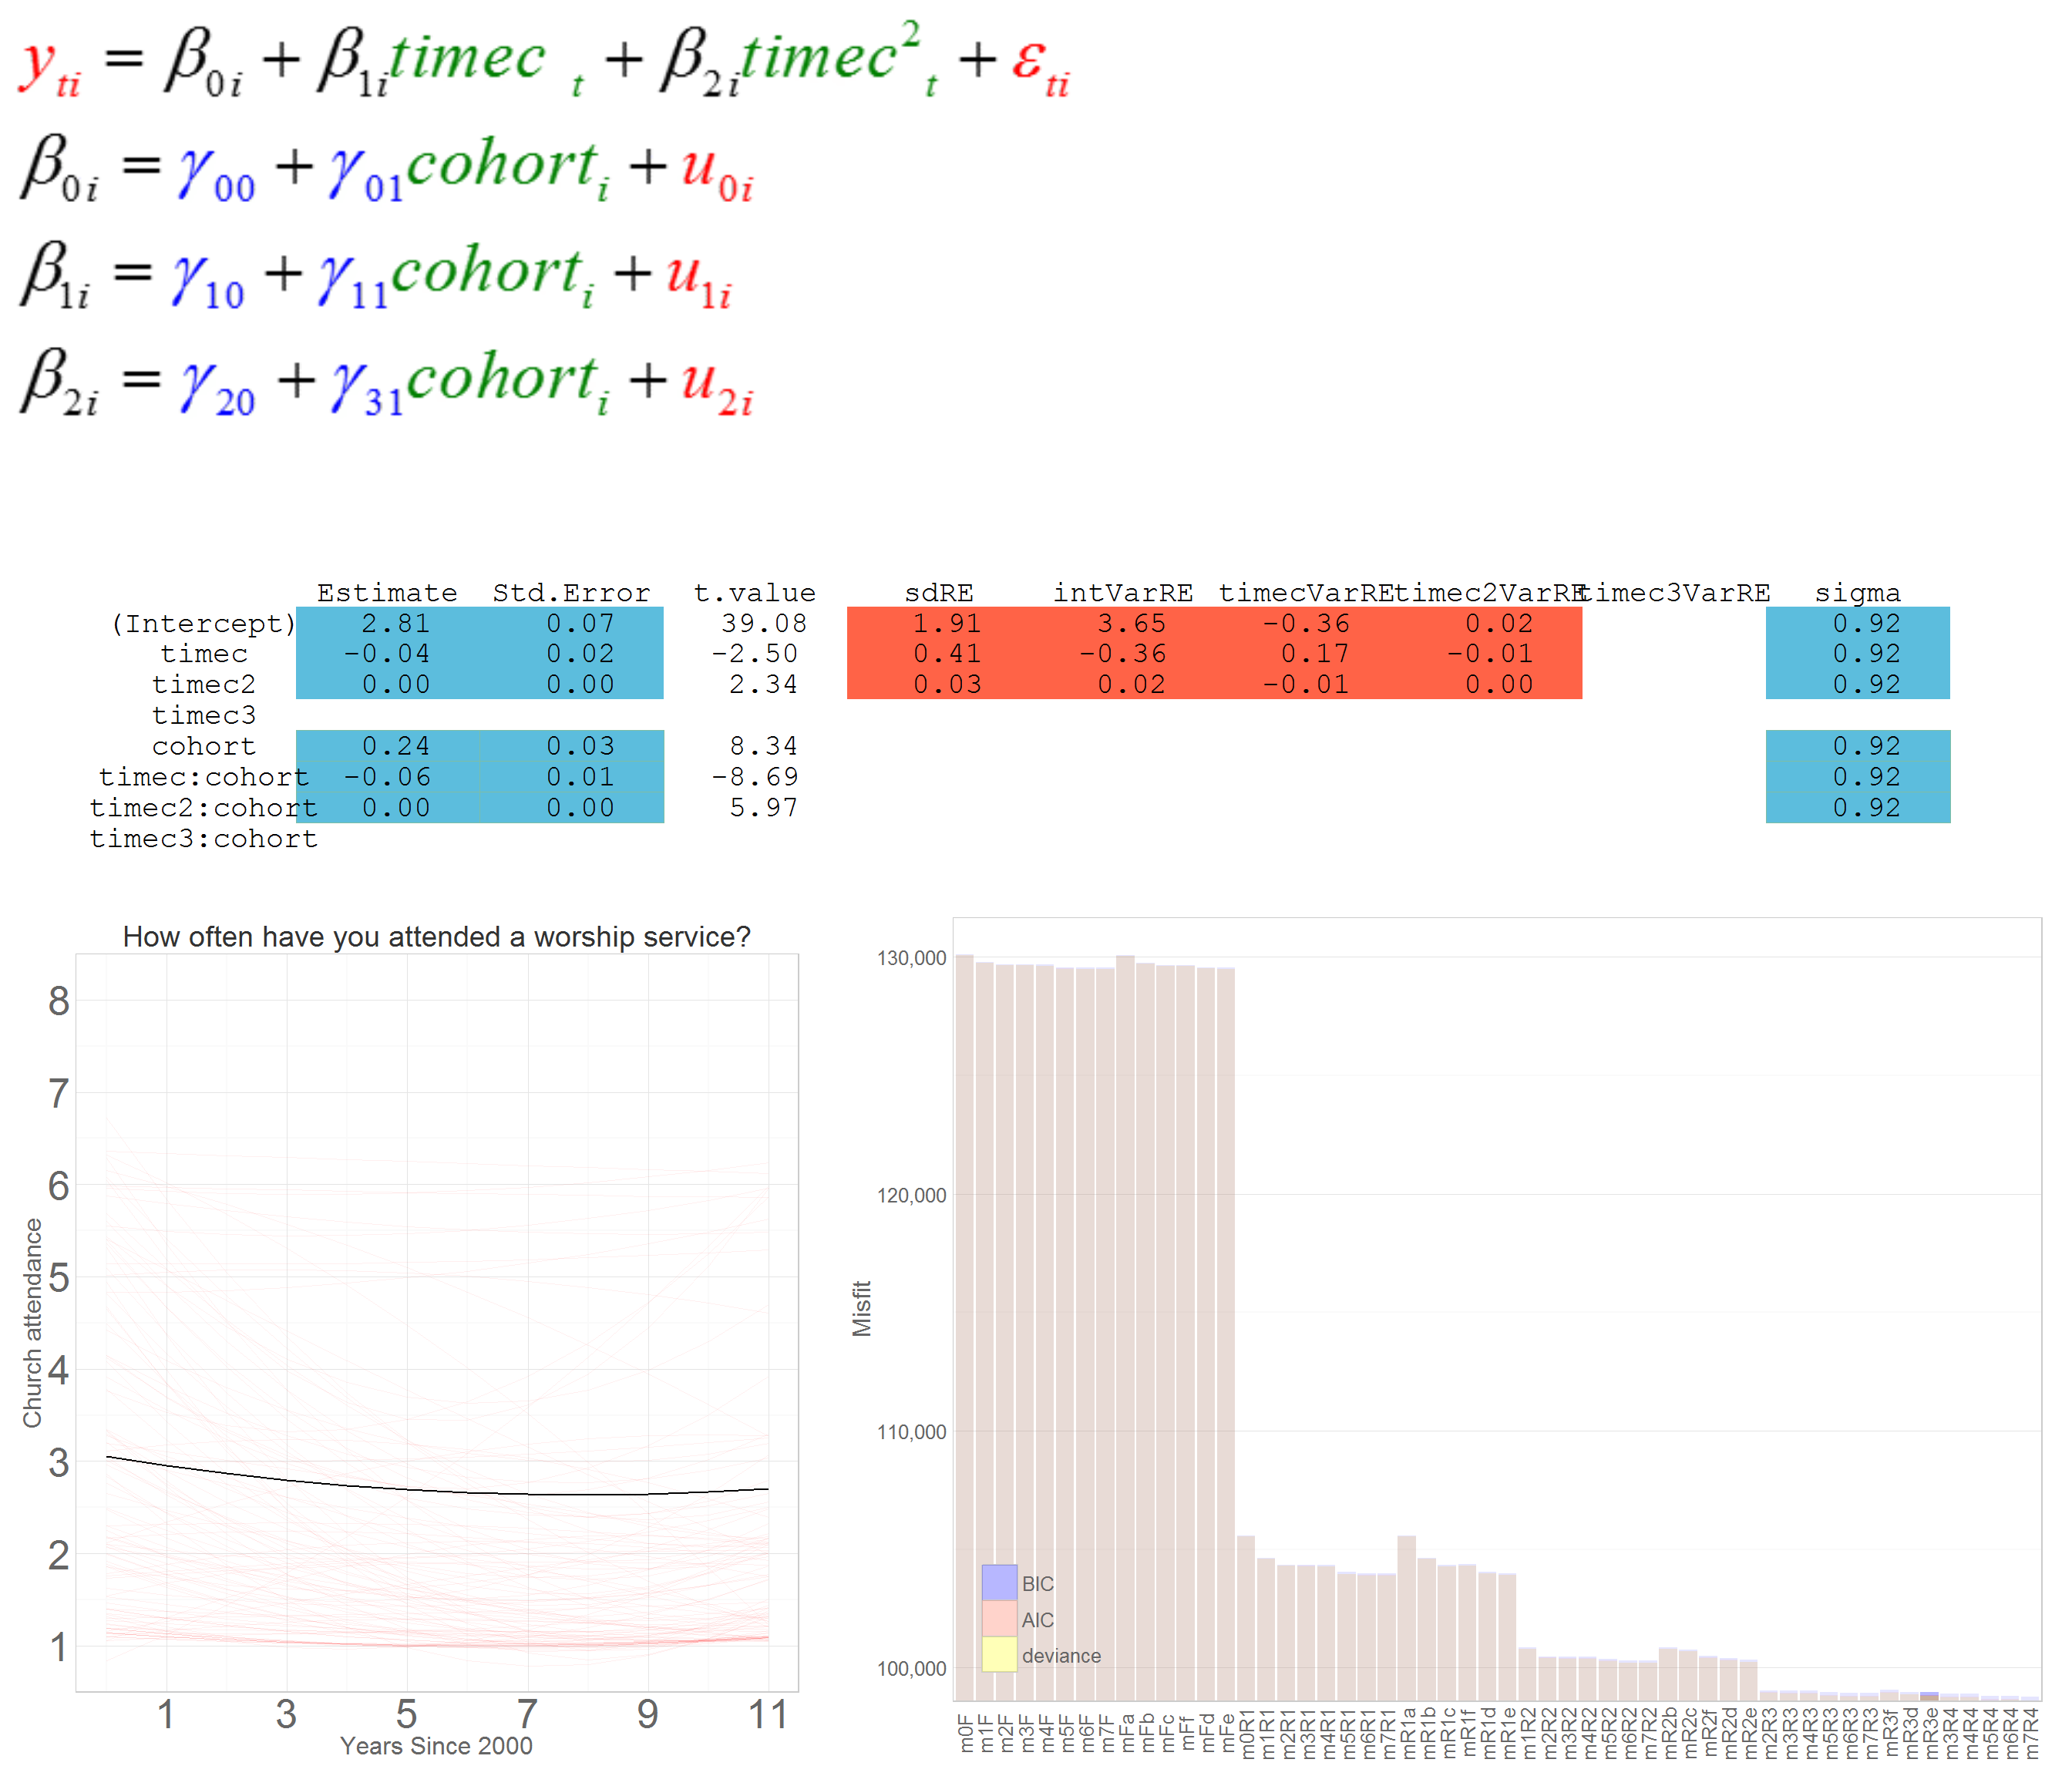 y_ti = β_0i + β_1i timec_t + β_2i timec²_t + ε_ti
β_0i = γ_00 + γ_01 cohort_i + u_0i
β_1i = γ_10 + γ_11 cohort_i + u_1i
β_2i = γ_20 + γ_31 cohort_i + u_2i
Estimate Std.Error t.value sdRE intVarRE timecVarRE timec2VarRE timec3VarRE sigma
(Intercept) 2.81 0.07 39.08 1.91 3.65 -0.36 0.02 0.92
timec -0.04 0.02 -2.50 0.41 -0.36 0.17 -0.01 0.92
timec2 0.00 0.00 2.34 0.03 0.02 -0.01 0.00 0.92
timec3
cohort 0.24 0.03 8.34 0.92
timec:cohort -0.06 0.01 -8.69 0.92
timec2:cohort 0.00 0.00 5.97 0.92
timec3:cohort
How often have you attended a worship service?
8
7
6
5
4
3
2
1
Church attendance
1 3 5 7 9 11
Years Since 2000
130,000
120,000
110,000
100,000
Misfit
BIC
AIC
deviance
m0F m1F m2F m3F m4F m5F m6F m7F mFa mFb mFc mFf mFd mFe m0R1 m1R1 m2R1 m3R1 m4R1 m5R1 m6R1 m7R1 mR1a mR1b mR1c mR1f mR1d mR1e m1R2 m2R2 m3R2 m4R2 m5R2 m6R2 m7R2 mR2b mR2c mR2f mR2d mR2e m2R3 m3R3 m4R3 m5R3 m6R3 m7R3 mR3f mR3d mR3e m3R4 m4R4 m5R4 m6R4 m7R4